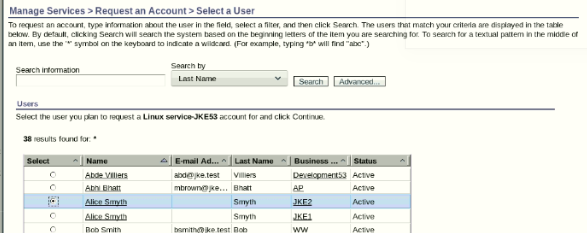 Manage Services > Request an Account > Select a User
To request an account, type information about the user in the field, select a filter, and then click Search. The users that match your criteria are displayed in the table
below. By default, clicking Search will search the system based on the beginning letters of the item you are searching for. To search for a textual pattern in the middle of
an item, use the '*' symbol on the keyboard to indicate a wildcard. (For example, typing *b* will find "abc".)
Search information Search by
Last Name Search Advanced...
Users
Select the user you plan to request a Linux service-JKE53 account for and click Continue.
38 results found for: *
Select Name E-mail Ad... Last Name Business ... Status
Abde Villiers abd@jke.test Villiers Development53 Active
Abhi Bhatt mbrown@jke... Bhatt AP Active
Alice Smyth Smyth JKE2 Active
Alice Smyth Smyth JKE1 Active
Bob Smith bsmith@jke.test Bob WW Active